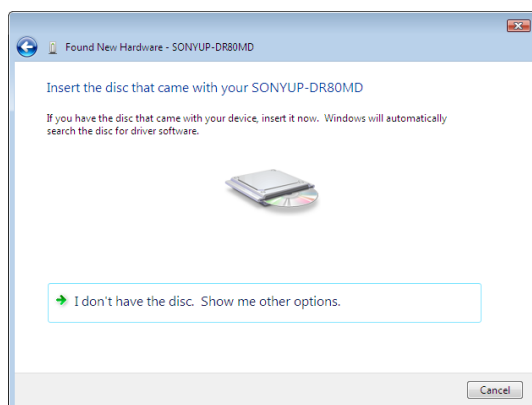 Found New Hardware - SONYUP-DR80MD
Insert the disc that came with your SONYUP-DR80MD
If you have the disc that came with your device, insert it now.  Windows will automatically
search the disc for driver software.
I don't have the disc.  Show me other options.
Cancel